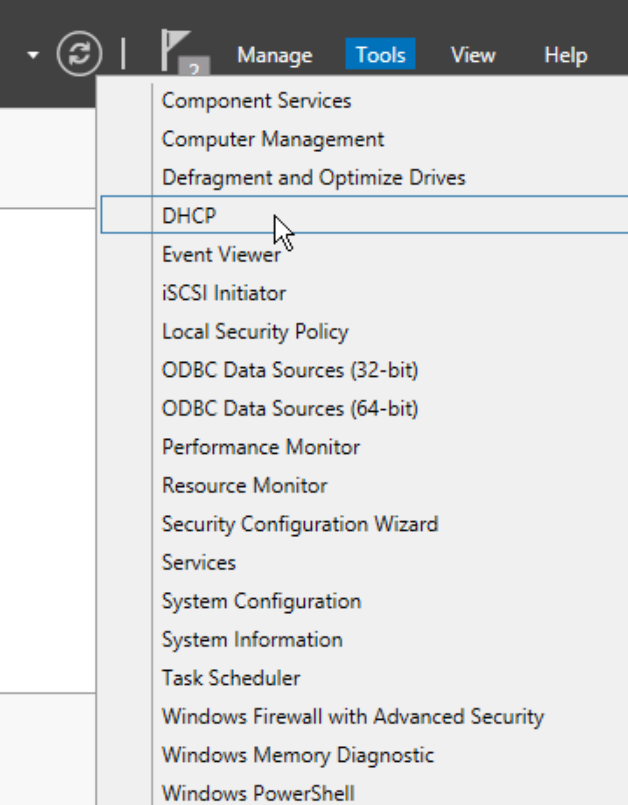 Manage Tools View Help
2
Component Services
Computer Management
Defragment and Optimize Drives
DHCP
Event Viewer
iSCSI Initiator
Local Security Policy
ODBC Data Sources (32-bit)
ODBC Data Sources (64-bit)
Performance Monitor
Resource Monitor
Security Configuration Wizard
Services
System Configuration
System Information
Task Scheduler
Windows Firewall with Advanced Security
Windows Memory Diagnostic
Windows PowerShell